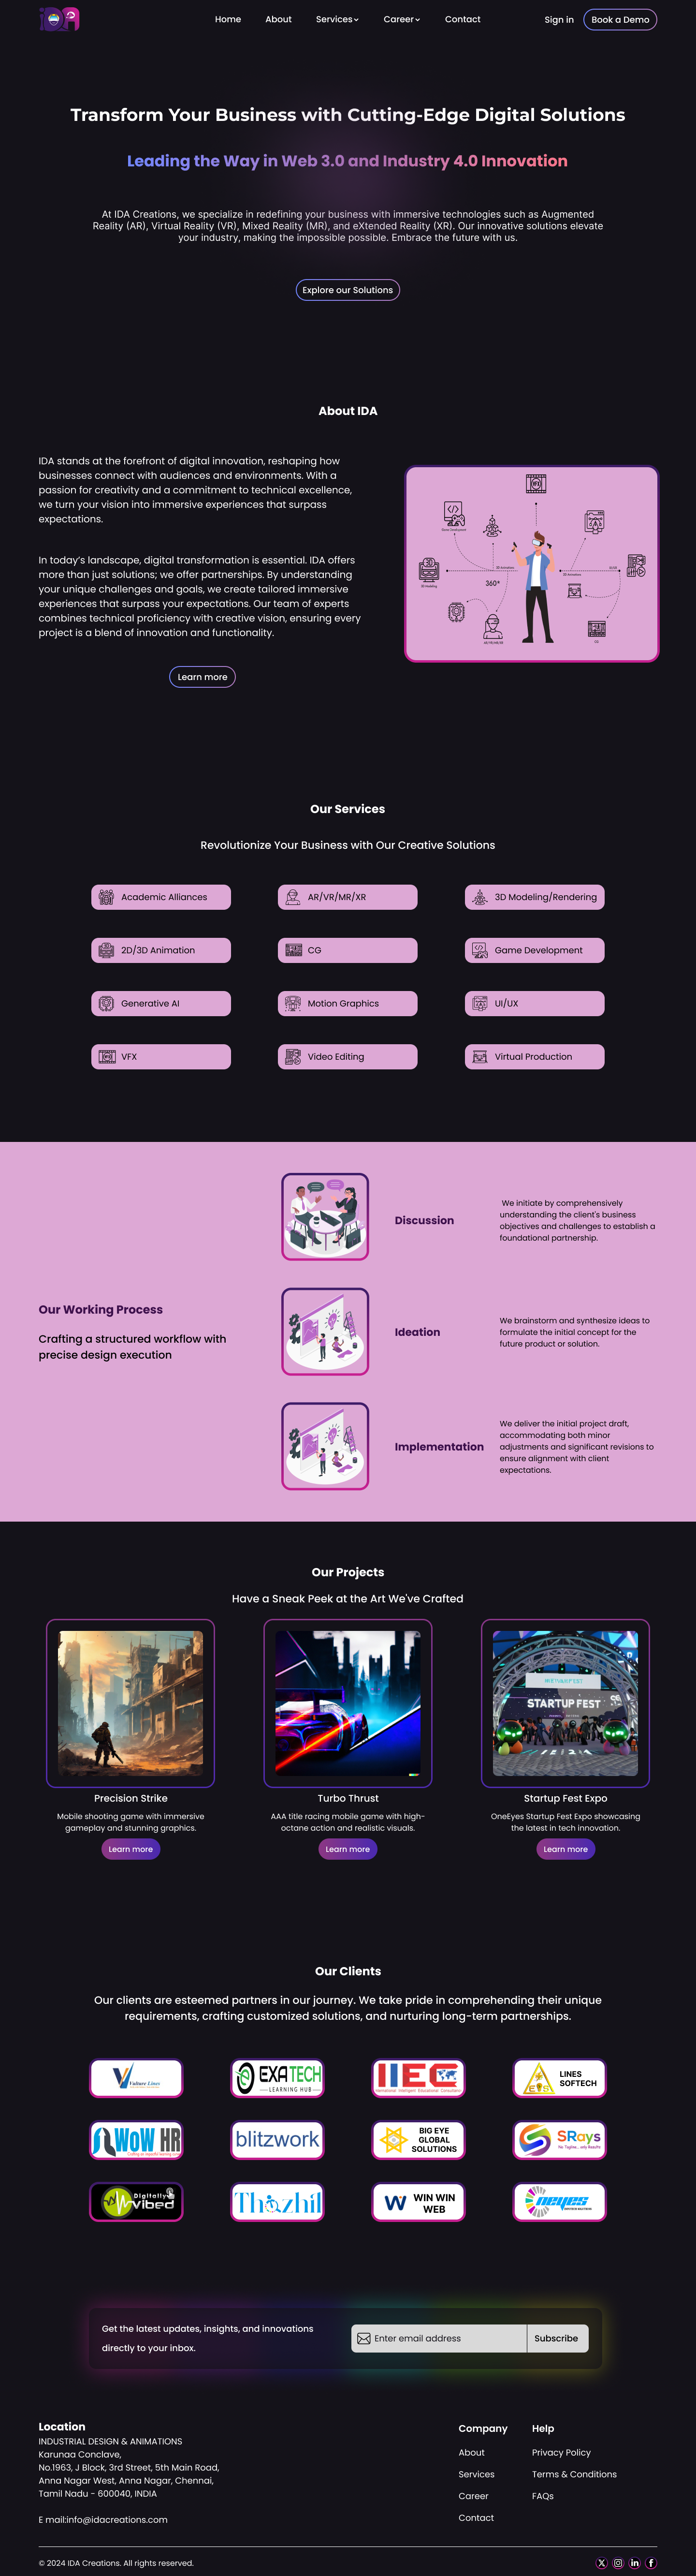 iDA
Home
About
Services
Career
Contact
Sign in
Book a Demo
Transform Your Business with Cutting-Edge Digital Solutions
Leading the Way in Web 3.0 and Industry 4.0 Innovation
At IDA Creations, we specialize in redefining your business with immersive technologies such as Augmented
Reality (AR), Virtual Reality (VR), Mixed Reality (MR), and eXtended Reality (XR). Our innovative solutions elevate
your industry, making the impossible possible. Embrace the future with us.
Explore our Solutions
About IDA
IDA stands at the forefront of digital innovation, reshaping how
businesses connect with audiences and environments. With a
passion for creativity and a commitment to technical excellence,
we turn your vision into immersive experiences that surpass
expectations.
In today's landscape, digital transformation is essential. IDA offers
more than just solutions; we offer partnerships. By understanding
your unique challenges and goals, we create tailored immersive
experiences that surpass your expectations. Our team of experts
combines technical proficiency with creative vision, ensuring every
project is a blend of innovation and functionality.
Learn more
360°
Our Services
Revolutionize Your Business with Our Creative Solutions
Academic Alliances
AR/VR/MR/XR
3D Modeling/Rendering
2D/3D Animation
CG
Game Development
Generative AI
Motion Graphics
UI/UX
VFX
Video Editing
Virtual Production
Our Working Process
Crafting a structured workflow with
precise design execution
Discussion
We initiate by comprehensively
understanding the client's business
objectives and challenges to establish a
foundational partnership.
Ideation
We brainstorm and synthesize ideas to
formulate the initial concept for the
future product or solution.
Implementation
We deliver the initial project draft,
accommodating both minor
adjustments and significant revisions to
ensure alignment with client
expectations.
Our Projects
Have a Sneak Peek at the Art We've Crafted
STARTUP FEST
Precision Strike
Mobile shooting game with immersive
gameplay and stunning graphics.
Learn more
Turbo Thrust
AAA title racing mobile game with high-
octane action and realistic visuals.
Learn more
Startup Fest Expo
OneEyes Startup Fest Expo showcasing
the latest in tech innovation.
Learn more
Our Clients
Our clients are esteemed partners in our journey. We take pride in comprehending their unique
requirements, crafting customized solutions, and nurturing long-term partnerships.
Vulture Lines
EXATECH
LEARNING HUB
IIEC
International Intelligent Educational Consultancy
LINES
SOFTECH
WOW HR
blitzwork
BIG EYE
GLOBAL
SOLUTIONS
SRays
Digitally
Vibed
Thozhil
WIN WIN
WEB
neyes
Get the latest updates, insights, and innovations
directly to your inbox.
Enter email address
Subscribe
Location
INDUSTRIAL DESIGN & ANIMATIONS
Karunaa Conclave,
No.1963, J Block, 3rd Street, 5th Main Road,
Anna Nagar West, Anna Nagar, Chennai,
Tamil Nadu - 600040, INDIA
E mail:info@idacreations.com
Company
About
Services
Career
Contact
Help
Privacy Policy
Terms & Conditions
FAQs
© 2024 IDA Creations. All rights reserved.